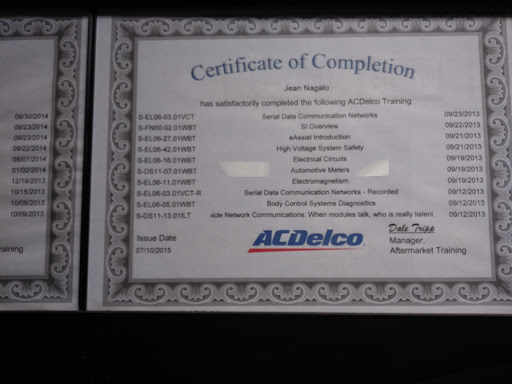 09/30/2014
09/23/2014
09/23/2014
09/22/2014
08/07/2014
01/02/2014
12/19/2013
10/15/2013
10/09/2013
10/09/2013
raining
Certificate of Completion
Jean Nagalo
has satisfactorily completed the following ACDelco Training
S-EL06-03.01VCT Serial Data Communication Networks 09/23/2013
S-FN00-02.01WBT SI Overview 09/22/2013
S-EL06-27.01WBT eAssist Introduction 09/21/2013
S-EL06-42.01WBT High Voltage System Safety 09/21/2013
S-EL06-16.01WBT Electrical Circuits 09/19/2013
S-DS11-07.01WBT Automotive Meters 09/19/2013
S-EL06-11.01WBT Electromagnetism 09/19/2013
S-EL06-03.01VCT-R Serial Data Communication Networks - Recorded 09/12/2013
S-EL06-05.01WBT Body Control Systems Diagnostics 09/12/2013
S-DS11-13.01ILT icle Network Communications. When modules talk, who is really listeni 09/12/2013
Issue Date
07/10/2015
ACDelco
Dale Tripp
Manager,
Aftermarket Training